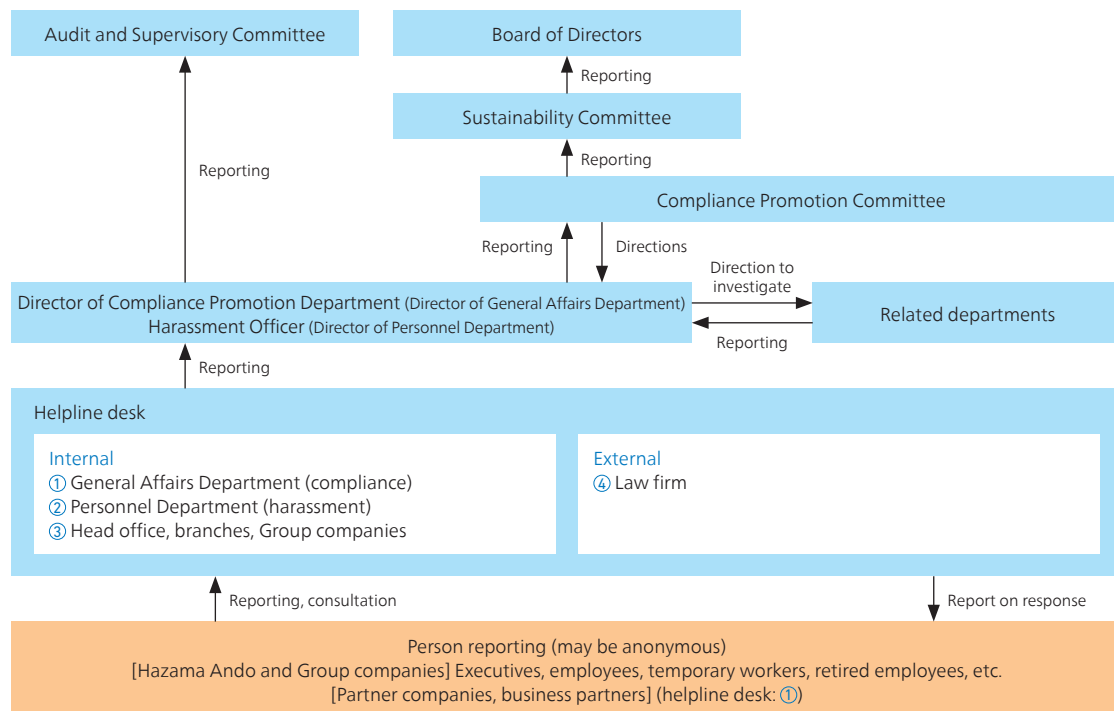 Audit and Supervisory Committee
Board of Directors
Reporting
Sustainability Committee
Reporting
Reporting
Compliance Promotion Committee
Reporting
Directions
Direction to
investigate
Director of Compliance Promotion Department (Director of General Affairs Department)
Harassment Officer (Director of Personnel Department)
Related departments
Reporting
Reporting
Helpline desk
Internal
① General Affairs Department (compliance)
② Personnel Department (harassment)
③ Head office, branches, Group companies
External
④ Law firm
Reporting, consultation
Report on response
Person reporting (may be anonymous)
[Hazama Ando and Group companies] Executives, employees, temporary workers, retired employees, etc.
[Partner companies, business partners] (helpline desk: ①)